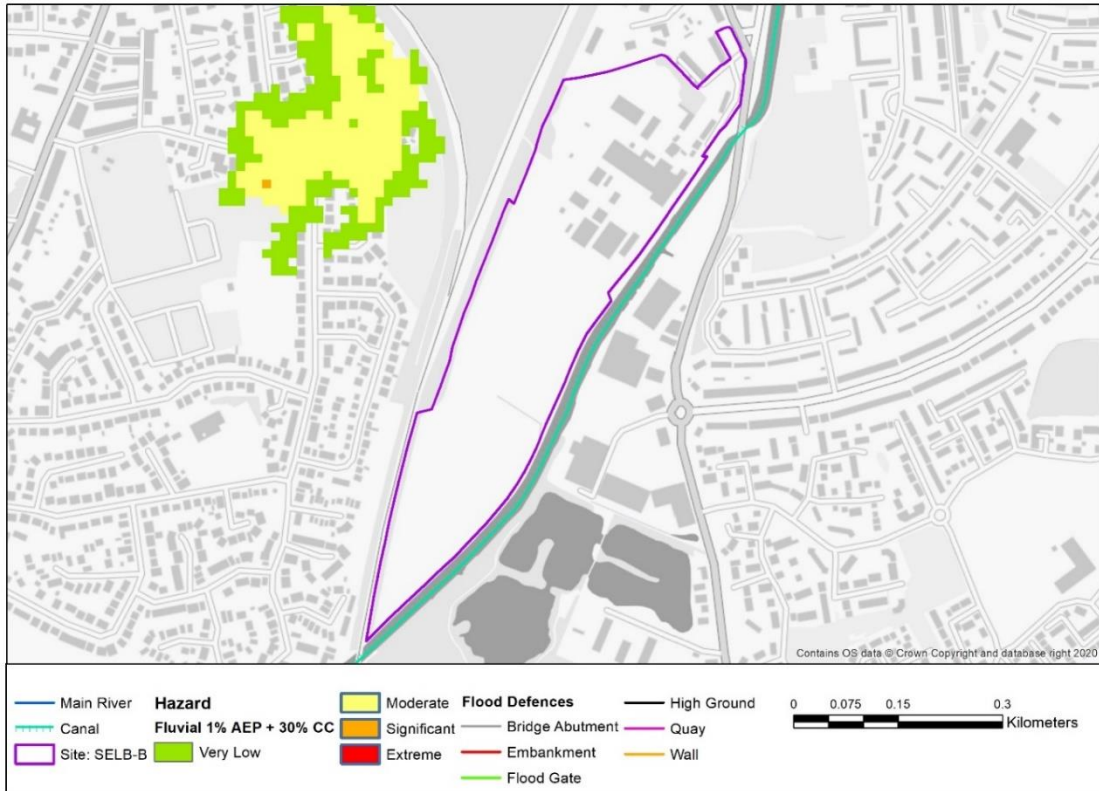 Contains OS data © Crown Copyright and database right 2020
Main River
Canal
Site: SELB-B
Hazard
Fluvial 1% AEP + 30% CC
Very Low
Moderate
Significant
Extreme
Flood Defences
Bridge Abutment
Embankment
Flood Gate
High Ground
Quay
Wall
0 0.075 0.15 0.3
Kilometers